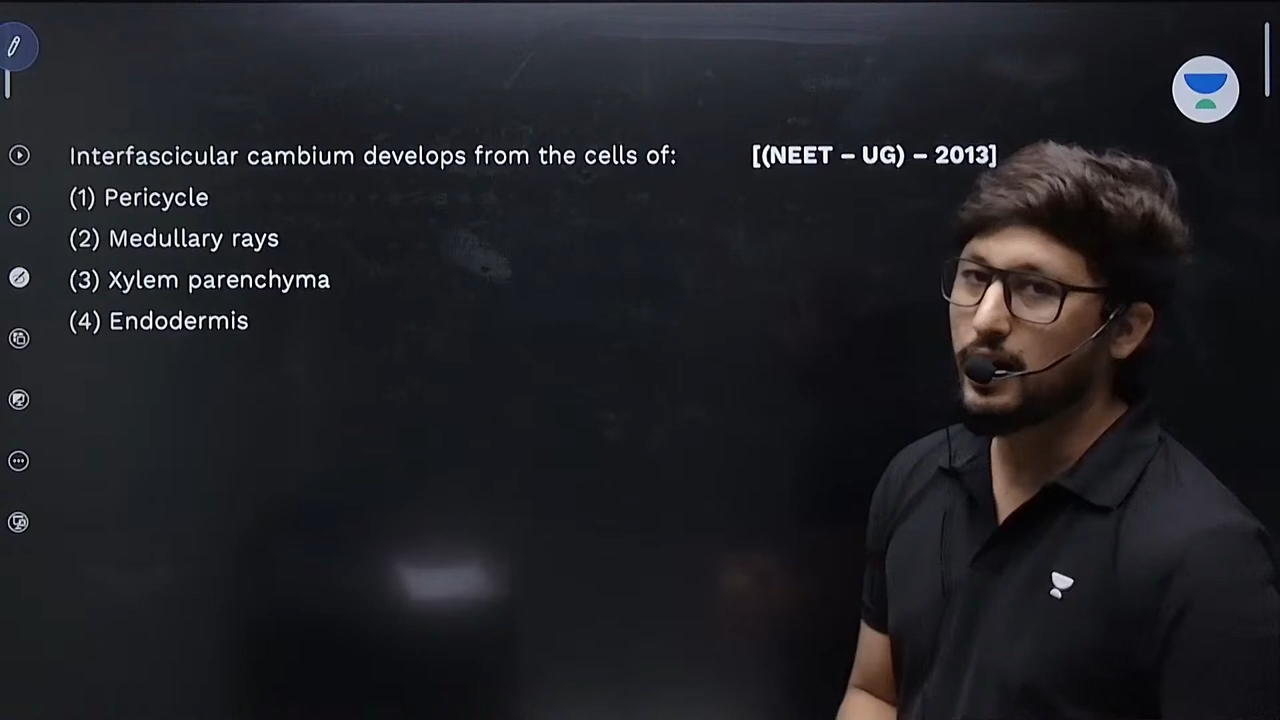 Interfascicular cambium develops from the cells of: [(NEET – UG) – 2013]
(1) Pericycle
(2) Medullary rays
(3) Xylem parenchyma
(4) Endodermis